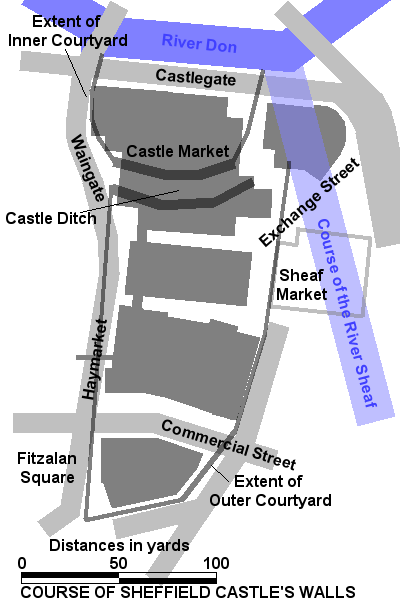 Extent of
Inner Courtyard
River Don
Castlegate
Castle Market
Waingate
Castle Ditch
Exchange Street
Sheaf
Market
Course of the River Sheaf
Haymarket
Commercial Street
Fitzalan
Square
Extent of
Outer Courtyard
Distances in yards
0 50 100
COURSE OF SHEFFIELD CASTLE'S WALLS